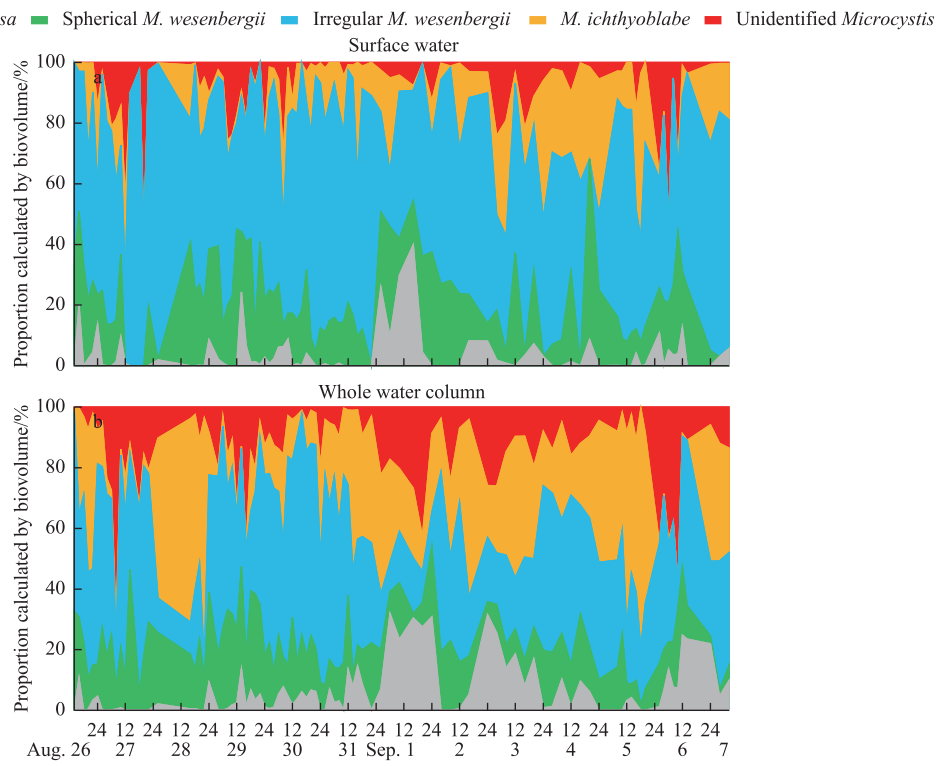 sa Spherical M. wesenbergii Irregular M. wesenbergii M. ichthyoblabe Unidentified Microcystis
Surface water
a
Proportion calculated by biovolume/%
100
80
60
40
20
0
Whole water column
b
Proportion calculated by biovolume/%
100
80
60
40
20
0
24 12 24 12 24 12 24 12 24 12 24 12 24 12 24 12 24 12 24 12 24 12 24
Aug. 26 27 28 29 30 31 Sep. 1 2 3 4 5 6 7